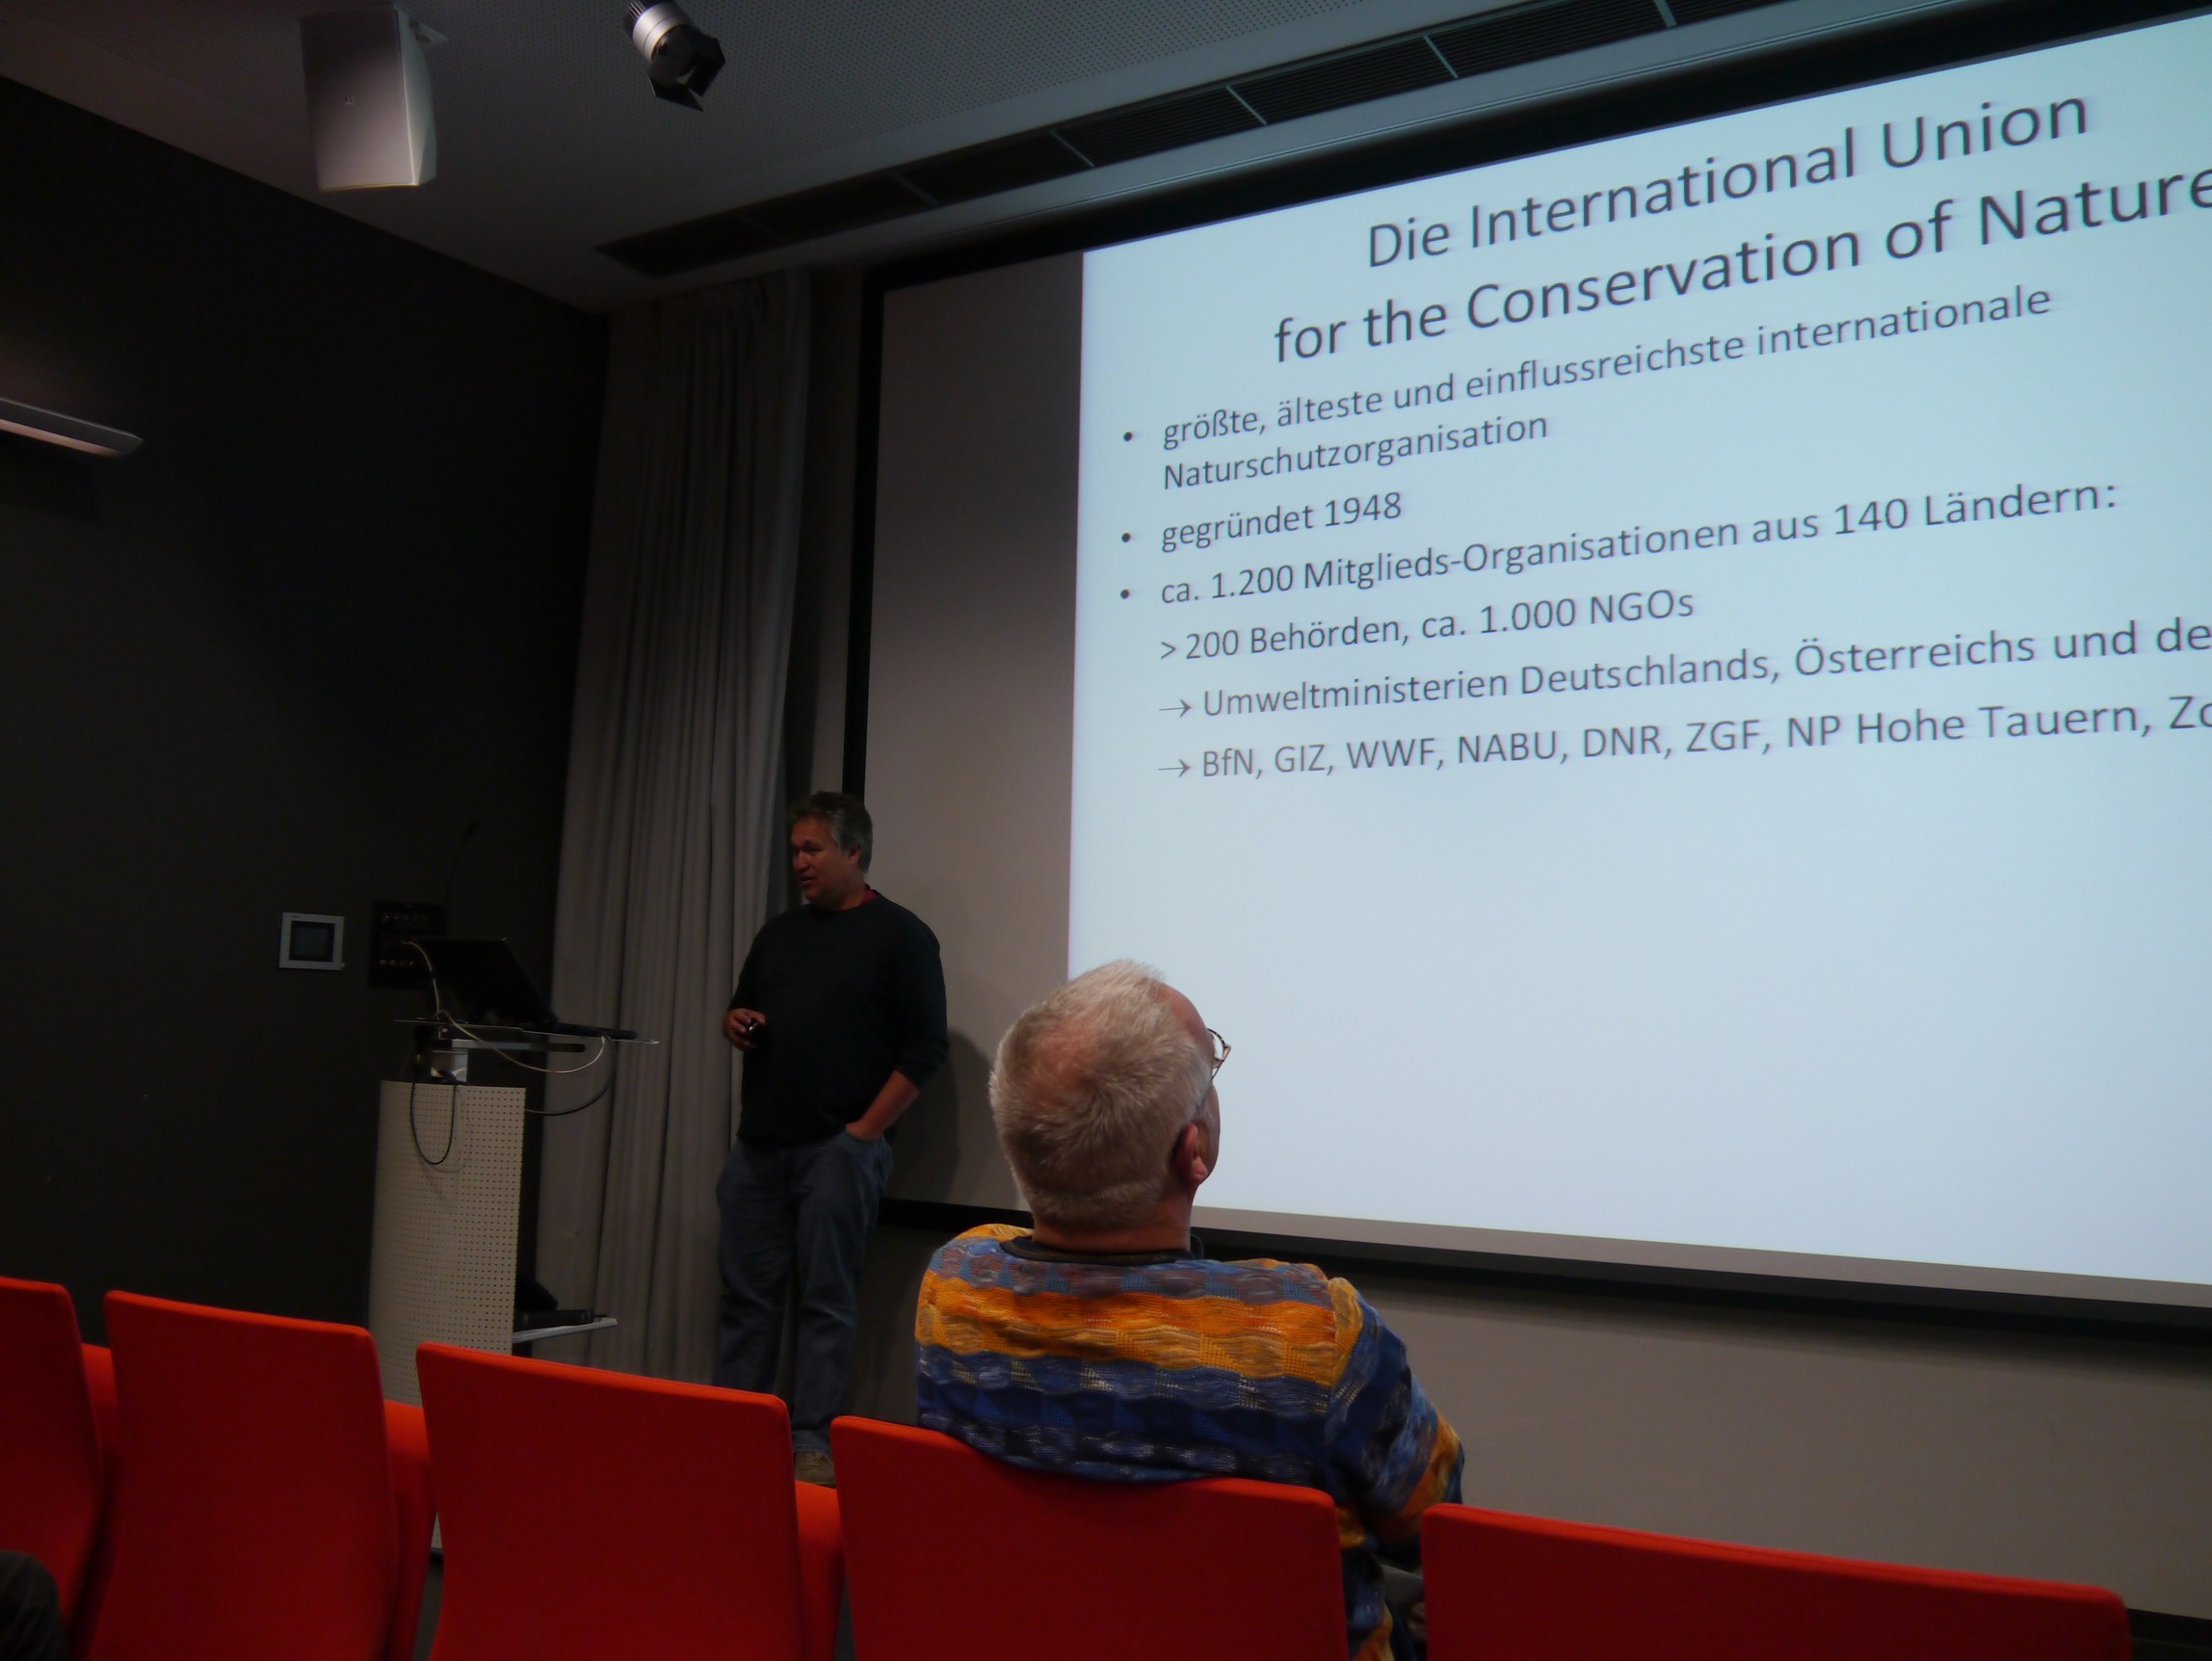 Die International Union
for the Conservation of Nature
• größte, älteste und einflussreichste internationale
Naturschutzorganisation
• gegründet 1948
• ca. 1.200 Mitglieds-Organisationen aus 140 Ländern:
> 200 Behörden, ca. 1.000 NGOs
→ Umweltministerien Deutschlands, Österreichs und
→ BfN, GIZ, WWF, NABU, DNR, ZGF, NP Hohe Tauern,